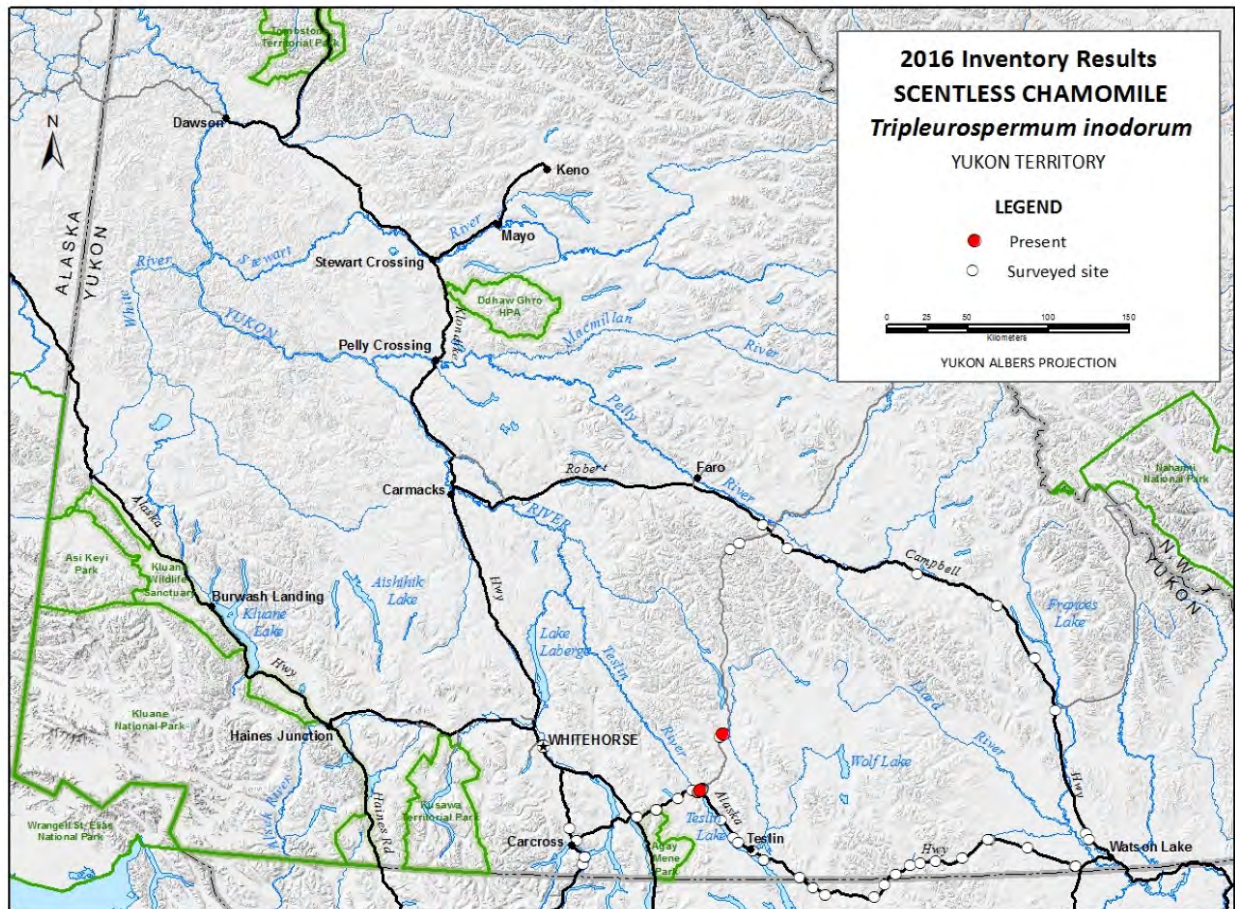 2016 Inventory Results
SCENTLESS CHAMOMILE
Tripleurospermum inodorum
YUKON TERRITORY
LEGEND
Present
Surveyed site
0 50 100 150
Kilometers
YUKON ALBERS PROJECTION
Tombstone
Territorial Park
N
Dawson
Keno
ALASKA
YUKON
River
Mayo
Stewart
Stewart Crossing
River
White
Ddhaw Ghro
HPA
YUKON
Klondike
Macmillan
River
Pelly Crossing
Pelly
Nahanni
National Park
Robert
Faro
River
Carmacks
RIVER
Alaska
Campbell
N.W.T
YUKON
Asi Keyi
Park
Kluane
Wildlife
Sanctuary
Burwash Landing
Kluane
Lake
Aishihik
Lake
Hwy
Lake
Laberge
Teslin
Frances
Lake
Hwy
Liard
Kluane
National Park
Haines Junction
WHITEHORSE
River
River
Wolf Lake
Hwy
Kusawa
Territorial Park
Haines Rd
River
Alaska
Teslin
Lake
Teslin
Wrangell St. Elias
National Park
Carcross
Agay
Mene
Park
Hwy
Watson Lake